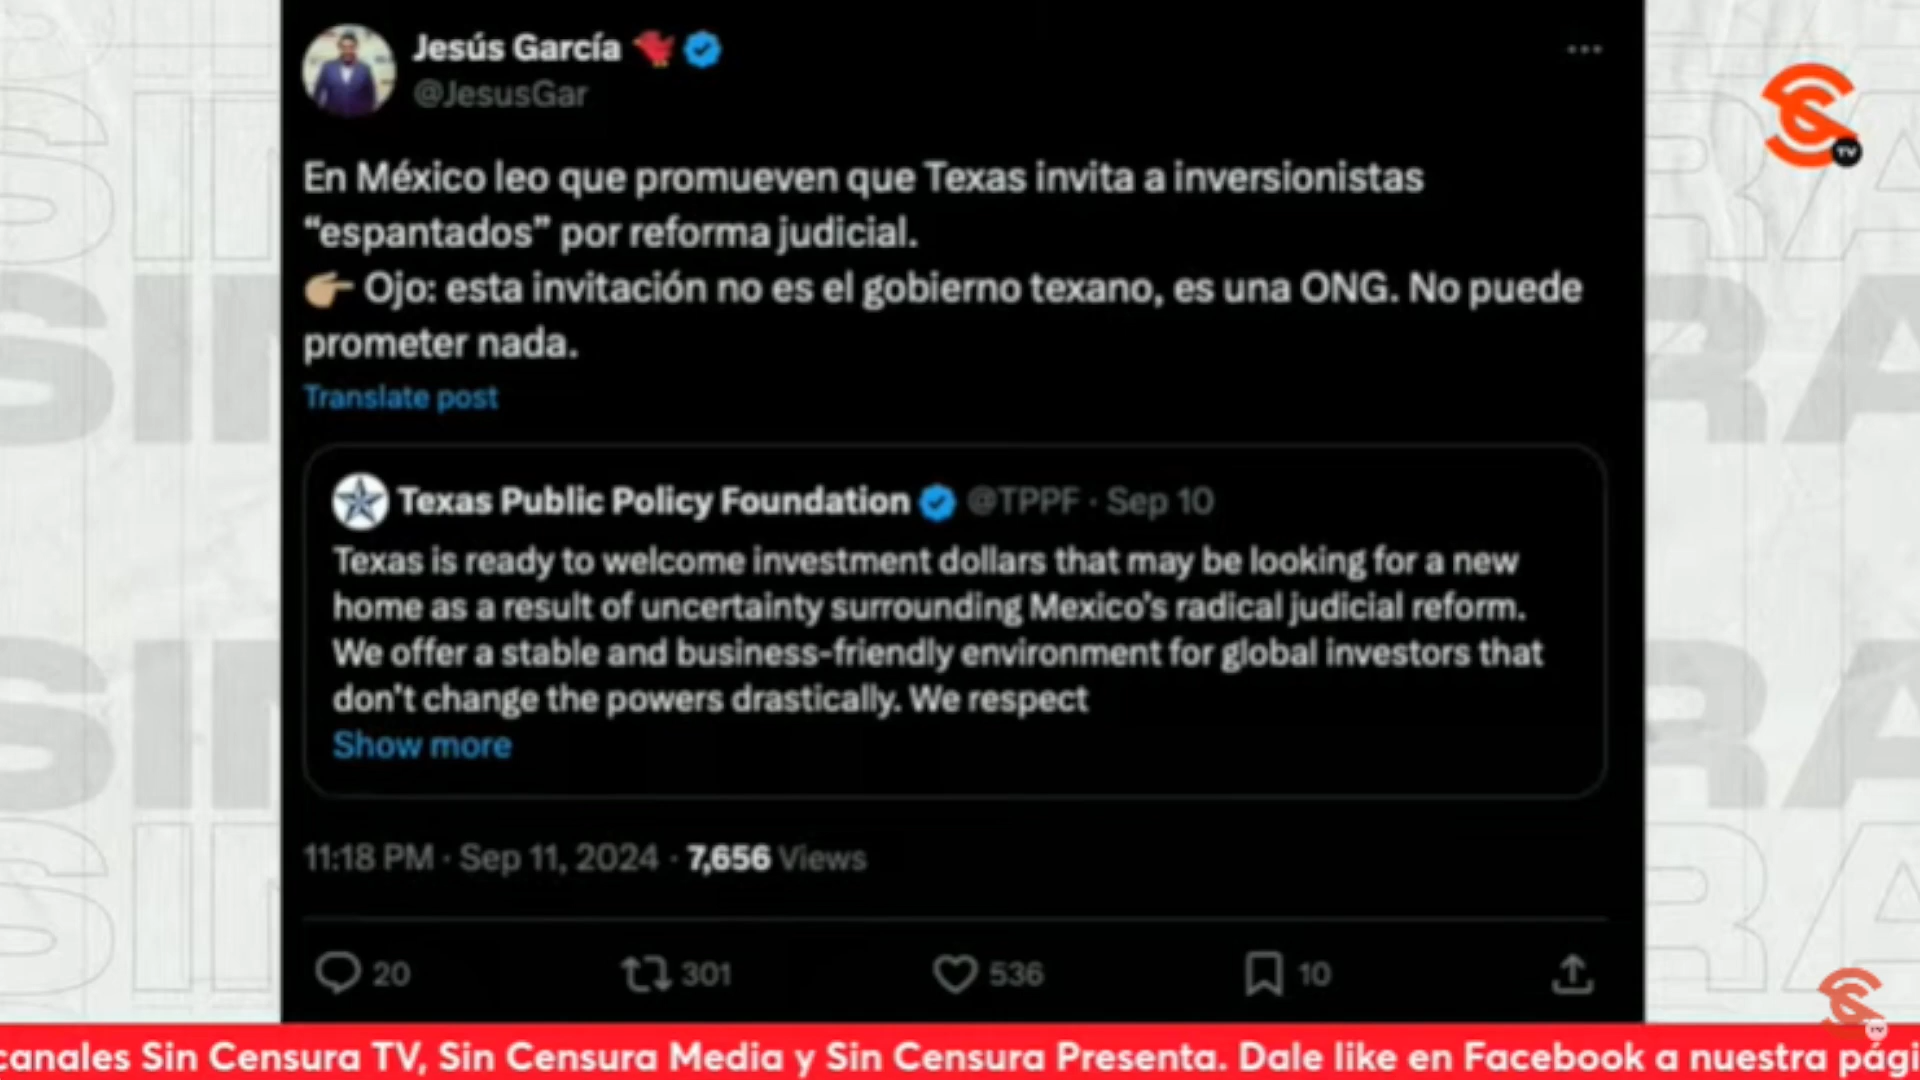 Jesús García
@JesusGar
En México leo que promueven que Texas invita a inversionistas
“espantados” por reforma judicial.
Ojo: esta invitación no es el gobierno texano, es una ONG. No puede
prometer nada.
Translate post
Texas Public Policy Foundation @TPPF · Sep 10
Texas is ready to welcome investment dollars that may be looking for a new
home as a result of uncertainty surrounding Mexico's radical judicial reform.
We offer a stable and business-friendly environment for global investors that
don't change the powers drastically. We respect
Show more
11:18 PM · Sep 11, 2024 · 7,656 Views
20 301 536 10
TV
canales Sin Censura TV, Sin Censura Media y Sin Censura Presenta. Dale like en Facebook a nuestra pági